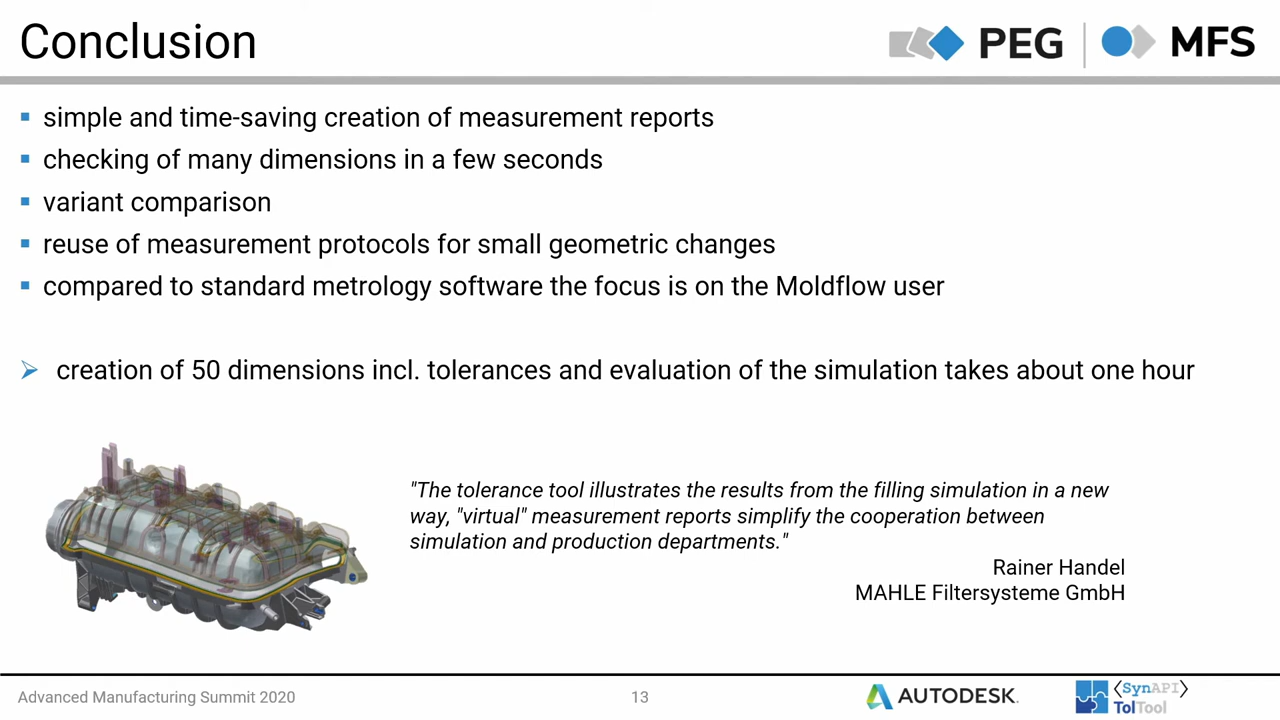 Conclusion
PEG
MFS
simple and time-saving creation of measurement reports
checking of many dimensions in a few seconds
variant comparison
reuse of measurement protocols for small geometric changes
compared to standard metrology software the focus is on the Moldflow user
creation of 50 dimensions incl. tolerances and evaluation of the simulation takes about one hour
"The tolerance tool illustrates the results from the filling simulation in a new
way, "virtual" measurement reports simplify the cooperation between
simulation and production departments."
Rainer Handel
MAHLE Filtersysteme GmbH
Advanced Manufacturing Summit 2020
13
AUTODESK.
<SynAPI>
TolTool